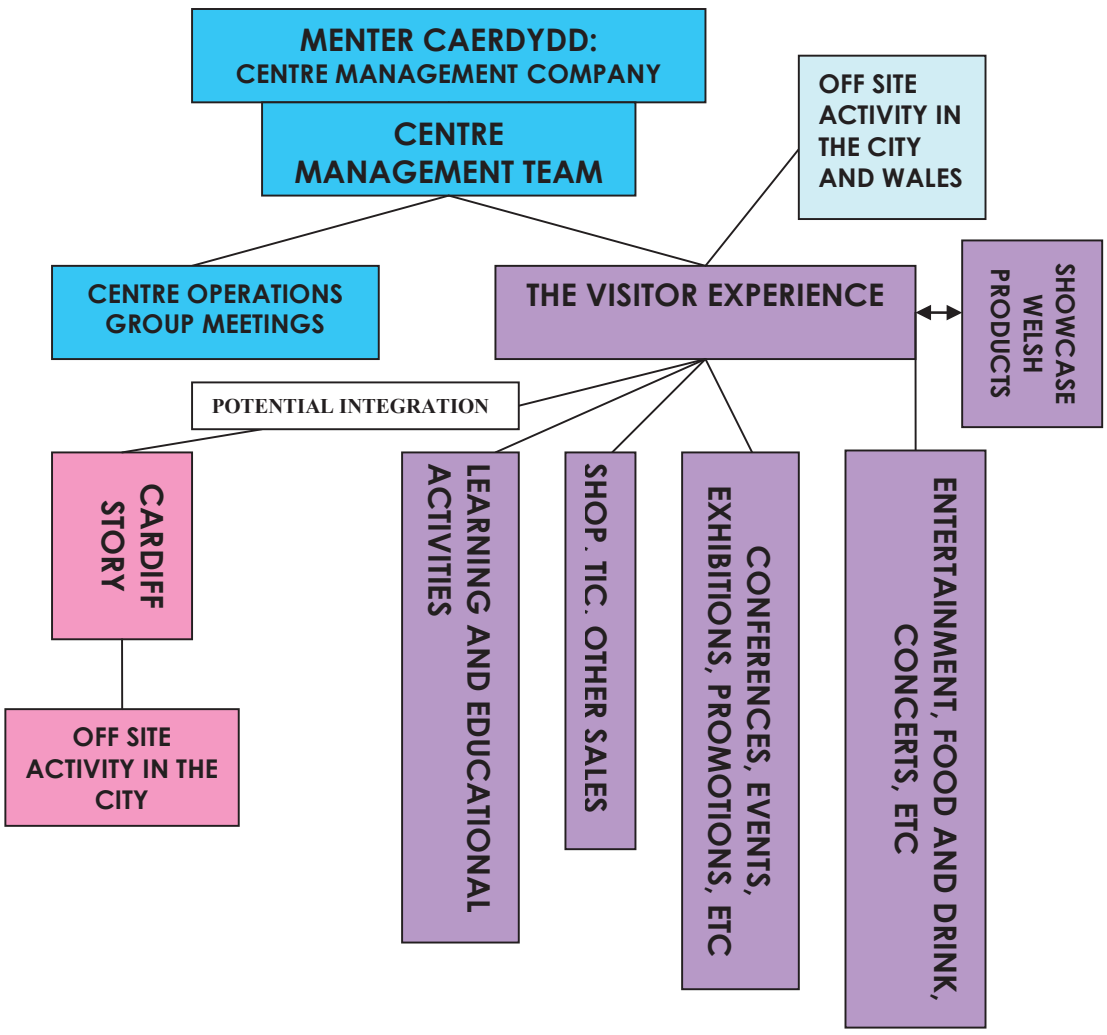 MENTER CAERDYDD:
CENTRE MANAGEMENT COMPANY
CENTRE
MANAGEMENT TEAM
OFF SITE
ACTIVITY IN
THE CITY
AND WALES
CENTRE OPERATIONS
GROUP MEETINGS
THE VISITOR EXPERIENCE
SHOWCASE
WELSH
PRODUCTS
POTENTIAL INTEGRATION
CARDIFF
STORY
LEARNING AND EDUCATIONAL
ACTIVITIES
SHOP. TIC. OTHER SALES
CONFERENCES, EVENTS,
EXHIBITIONS, PROMOTIONS, ETC
ENTERTAINMENT, FOOD AND DRINK,
CONCERTS, ETC
OFF SITE
ACTIVITY IN THE
CITY